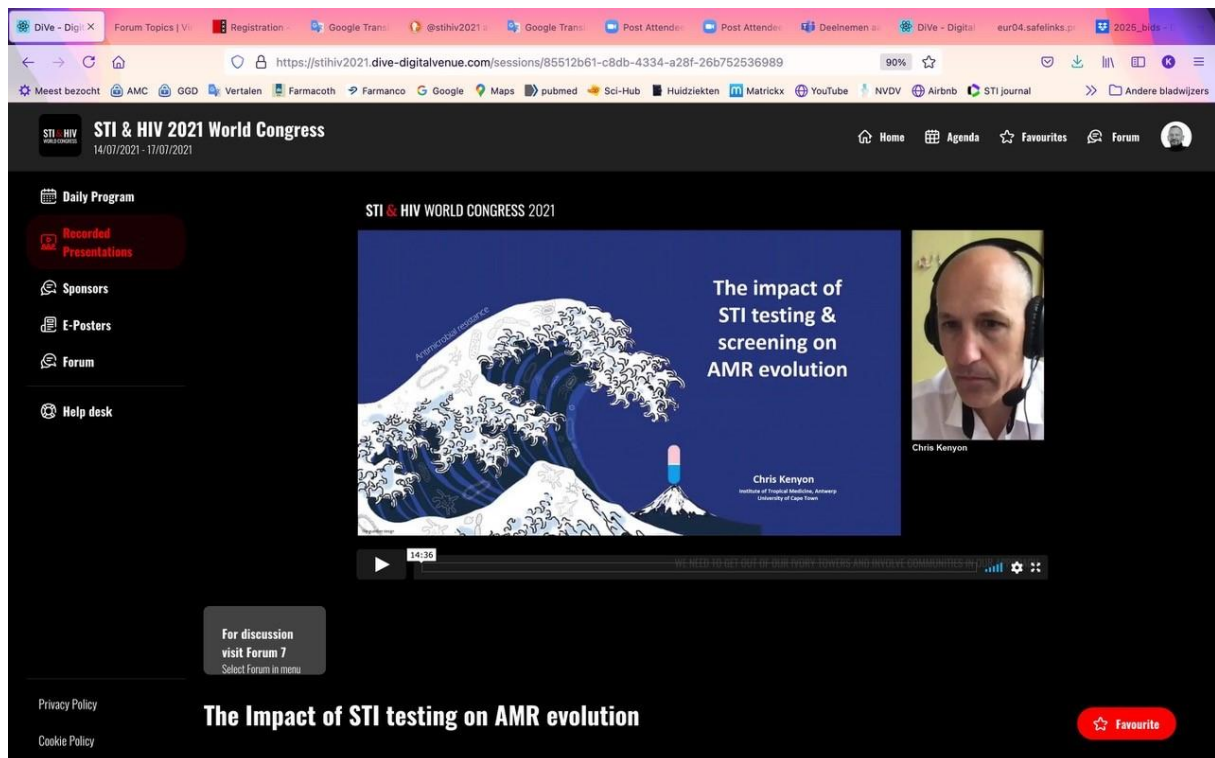 DiVe - Digi
Forum Topics | Vi
Registration -
Google Trans
@stihiv2021 a
Google Trans
Post Attendee
Post Attendee
Deelnemen a
DiVe - Digital
eur04.safelinks.p
2025_bids -
https://stihiv2021.dive-digitalvenue.com/sessions/85512b61-c8db-4334-a28f-26b752536989
90%
K
Meest bezocht
AMC
GGD
Vertalen
Farmacoth
Farmanco
Google
Maps
pubmed
Sci-Hub
Huidziekten
Matrickx
YouTube
NVDV
Airbnb
STI journal
Andere bladwijzers
STI & HIV
WORLD CONGRESS
STI & HIV 2021 World Congress
14/07/2021 - 17/07/2021
Home
Agenda
Favourites
Forum
Daily Program
Recorded
Presentations
Sponsors
E-Posters
Forum
Help desk
STI & HIV WORLD CONGRESS 2021
Antimicrobial resistance
The impact of
STI testing &
screening on
AMR evolution
Chris Kenyon
Institute of Tropical Medicine, Antwerp
University of Cape Town
Chris Kenyon
14:36
WE NEED TO GET OUT OF OUR IVORY TOWERS AND INVOLVE COMMUNITIES IN
For discussion
visit Forum 7
Select Forum in menu
The Impact of STI testing on AMR evolution
Favourite
Privacy Policy
Cookie Policy